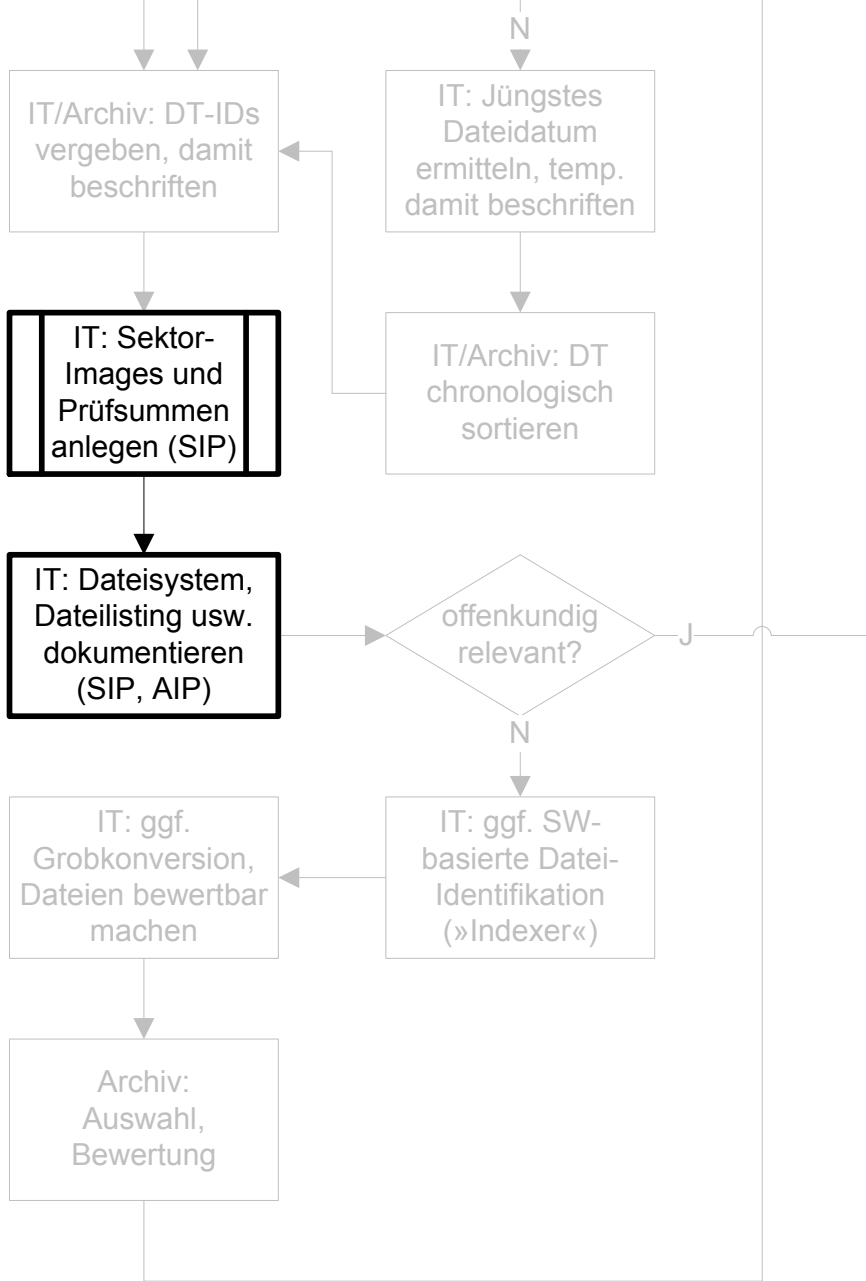 N
IT/Archiv: DT-IDs
vergeben, damit
beschriften
IT: Jüngstes
Dateidatum
ermitteln, temp.
damit beschriften
IT: Sektor-
Images und
Prüfsummen
anlegen (SIP)
IT/Archiv: DT
chronologisch
sortieren
IT: Dateisystem,
Dateilisting usw.
dokumentieren
(SIP, AIP)
offenkundig
relevant?
J
N
IT: ggf.
Grobkonversion,
Dateien bewertbar
machen
IT: ggf. SW-
basierte Datei-
Identifikation
(»Indexer«)
Archiv:
Auswahl,
Bewertung